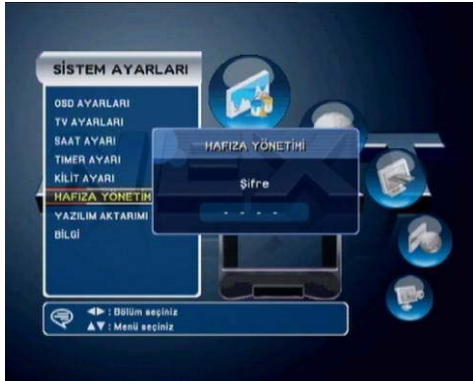 SİSTEM AYARLARI
OSD AYARLARI
TV AYARLARI
SAAT AYARI
TIMER AYARI
KİLİT AYARI
HAFIZA YÖNETİM
YAZILIM AKTARIMI
BİLGİ
HAFIZA YÖNETİMİ
Şifre
- - - -
◀▶ : Bölüm seçiniz
▲▼ : Menü seçiniz